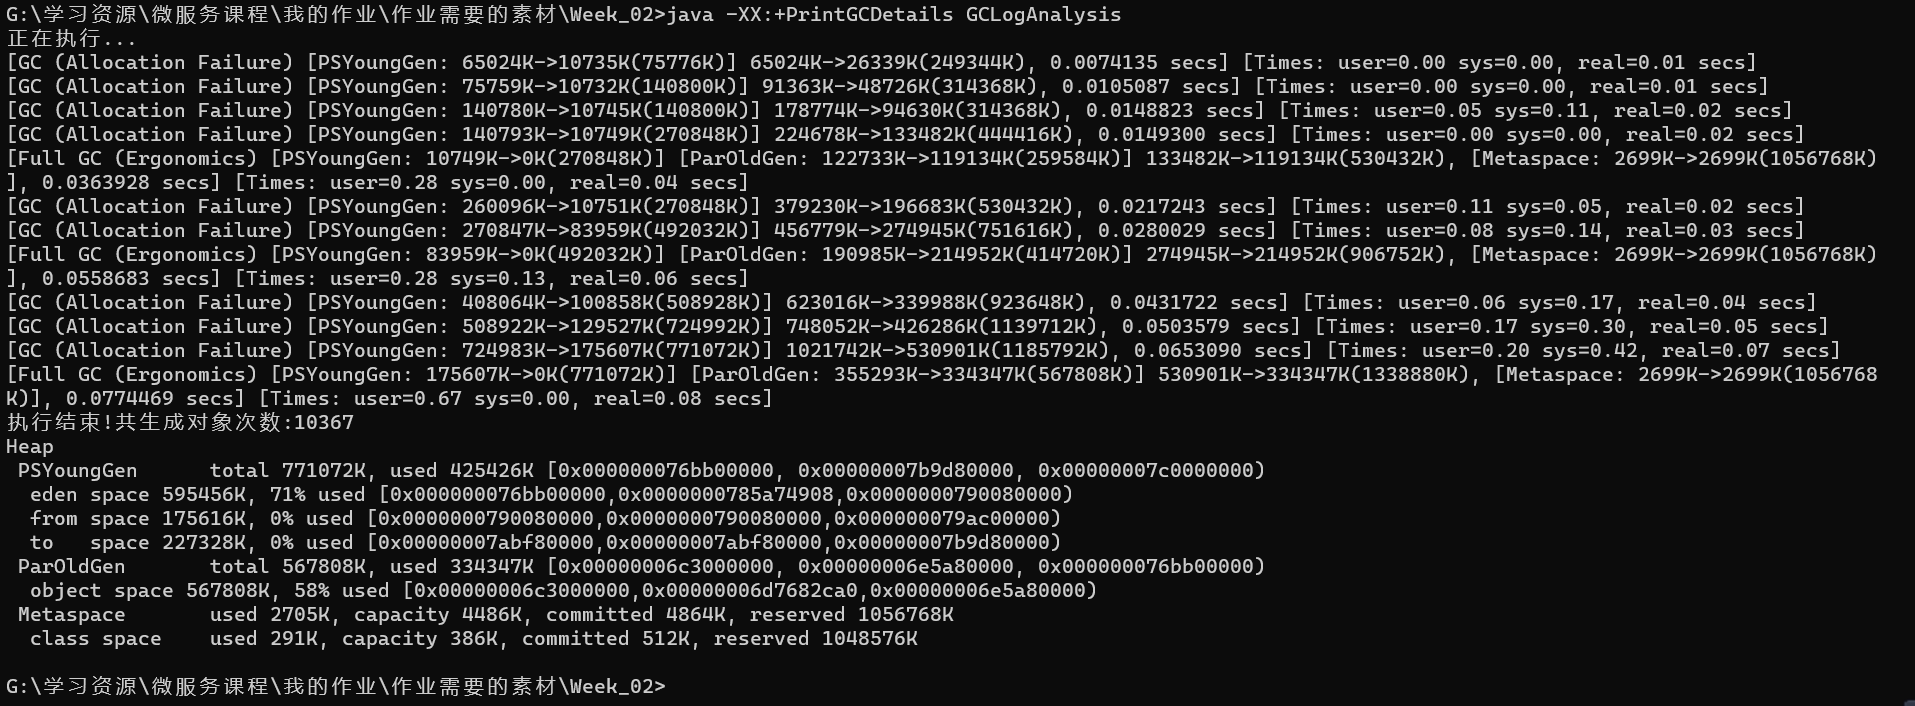 G:\学习资源\微服务课程\我的作业\作业需要的素材\Week_02>java -XX:+PrintGCDetails GCLogAnalysis
正在执行...
[GC (Allocation Failure) [PSYoungGen: 65024K->10735K(75776K)] 65024K->26339K(249344K), 0.0074135 secs] [Times: user=0.00 sys=0.00, real=0.01 secs]
[GC (Allocation Failure) [PSYoungGen: 75759K->10732K(140800K)] 91363K->48726K(314368K), 0.0105087 secs] [Times: user=0.00 sys=0.00, real=0.01 secs]
[GC (Allocation Failure) [PSYoungGen: 140780K->10745K(140800K)] 178774K->94630K(314368K), 0.0148823 secs] [Times: user=0.05 sys=0.11, real=0.02 secs]
[GC (Allocation Failure) [PSYoungGen: 140793K->10749K(270848K)] 224678K->133482K(444416K), 0.0149300 secs] [Times: user=0.00 sys=0.00, real=0.02 secs]
[Full GC (Ergonomics) [PSYoungGen: 10749K->0K(270848K)] [ParOldGen: 122733K->119134K(259584K)] 133482K->119134K(530432K), [Metaspace: 2699K->2699K(1056768K)
], 0.0363928 secs] [Times: user=0.28 sys=0.00, real=0.04 secs]
[GC (Allocation Failure) [PSYoungGen: 260096K->10751K(270848K)] 379230K->196683K(530432K), 0.0217243 secs] [Times: user=0.11 sys=0.05, real=0.02 secs]
[GC (Allocation Failure) [PSYoungGen: 270847K->83959K(492032K)] 456779K->274945K(751616K), 0.0280029 secs] [Times: user=0.08 sys=0.14, real=0.03 secs]
[Full GC (Ergonomics) [PSYoungGen: 83959K->0K(492032K)] [ParOldGen: 190985K->214952K(414720K)] 274945K->214952K(906752K), [Metaspace: 2699K->2699K(1056768K)
], 0.0558683 secs] [Times: user=0.28 sys=0.13, real=0.06 secs]
[GC (Allocation Failure) [PSYoungGen: 408064K->100858K(508928K)] 623016K->339988K(923648K), 0.0431722 secs] [Times: user=0.06 sys=0.17, real=0.04 secs]
[GC (Allocation Failure) [PSYoungGen: 508922K->129527K(724992K)] 748052K->426286K(1139712K), 0.0503579 secs] [Times: user=0.17 sys=0.30, real=0.05 secs]
[GC (Allocation Failure) [PSYoungGen: 724983K->175607K(771072K)] 1021742K->530901K(1185792K), 0.0653090 secs] [Times: user=0.20 sys=0.42, real=0.07 secs]
[Full GC (Ergonomics) [PSYoungGen: 175607K->0K(771072K)] [ParOldGen: 355293K->334347K(567808K)] 530901K->334347K(1338880K), [Metaspace: 2699K->2699K(1056768
K)], 0.0774469 secs] [Times: user=0.67 sys=0.00, real=0.08 secs]
执行结束!共生成对象次数:10367
Heap
 PSYoungGen      total 771072K, used 425426K [0x000000076bb00000, 0x00000007b9d80000, 0x00000007c0000000)
  eden space 595456K, 71% used [0x000000076bb00000,0x0000000785a74908,0x0000000790080000)
  from space 175616K, 0% used [0x0000000790080000,0x0000000790080000,0x000000079ac00000)
  to   space 227328K, 0% used [0x00000007abf80000,0x00000007abf80000,0x00000007b9d80000)
 ParOldGen       total 567808K, used 334347K [0x00000006c3000000, 0x00000006e5a80000, 0x000000076bb00000)
  object space 567808K, 58% used [0x00000006c3000000,0x00000006d7682ca0,0x00000006e5a80000)
 Metaspace       used 2705K, capacity 4486K, committed 4864K, reserved 1056768K
  class space    used 291K, capacity 386K, committed 512K, reserved 1048576K
G:\学习资源\微服务课程\我的作业\作业需要的素材\Week_02>